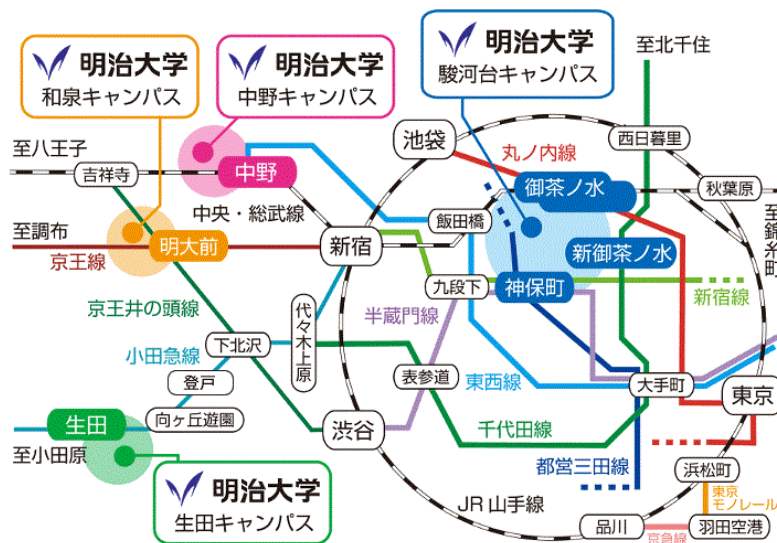 明治大学
和泉キャンパス
明治大学
中野キャンパス
明治大学
駿河台キャンパス
至北千住
至八王子
吉祥寺
中野
池袋
丸ノ内線
西日暮里
御茶ノ水
秋葉原
中央・総武線
飯田橋
至調布
明大前
新宿
京王線
新御茶ノ水
至錦糸町
九段下
神保町
新宿線
京王井の頭線
代々木上原
半蔵門線
小田急線
下北沢
登戸
表参道
東西線
大手町
東京
生田
向ヶ丘遊園
渋谷
千代田線
至小田原
都営三田線
浜松町
明治大学
生田キャンパス
JR山手線
東京
モノレール
品川
京急線
羽田空港